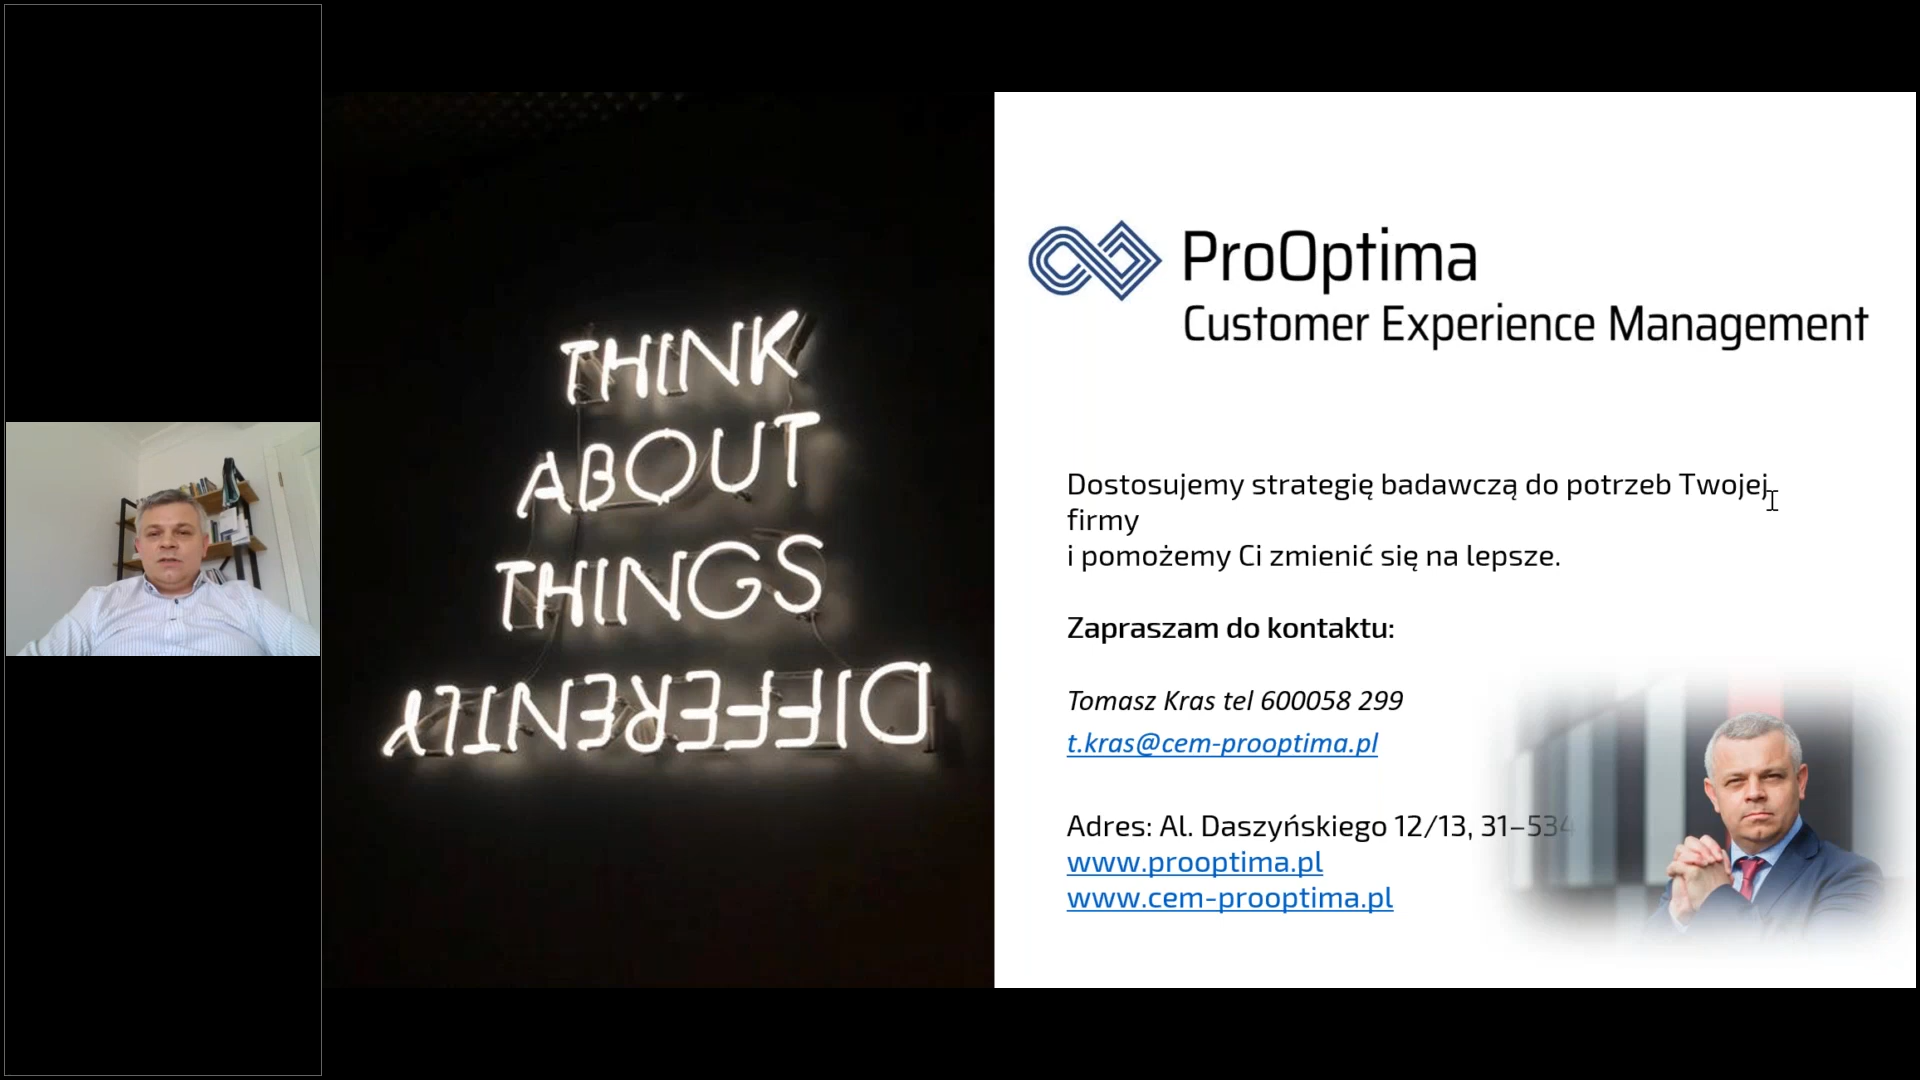 THINK
ABOUT
THINGS
DIFFERENTLY
ProOptima
Customer Experience Management
Dostosujemy strategię badawczą do potrzeb Twojej
firmy
i pomożemy Ci zmienić się na lepsze.
Zapraszam do kontaktu:
Tomasz Kras tel 600058 299
t.kras@cem-prooptima.pl
Adres: Al. Daszyńskiego 12/13, 31–534
www.prooptima.pl
www.cem-prooptima.pl